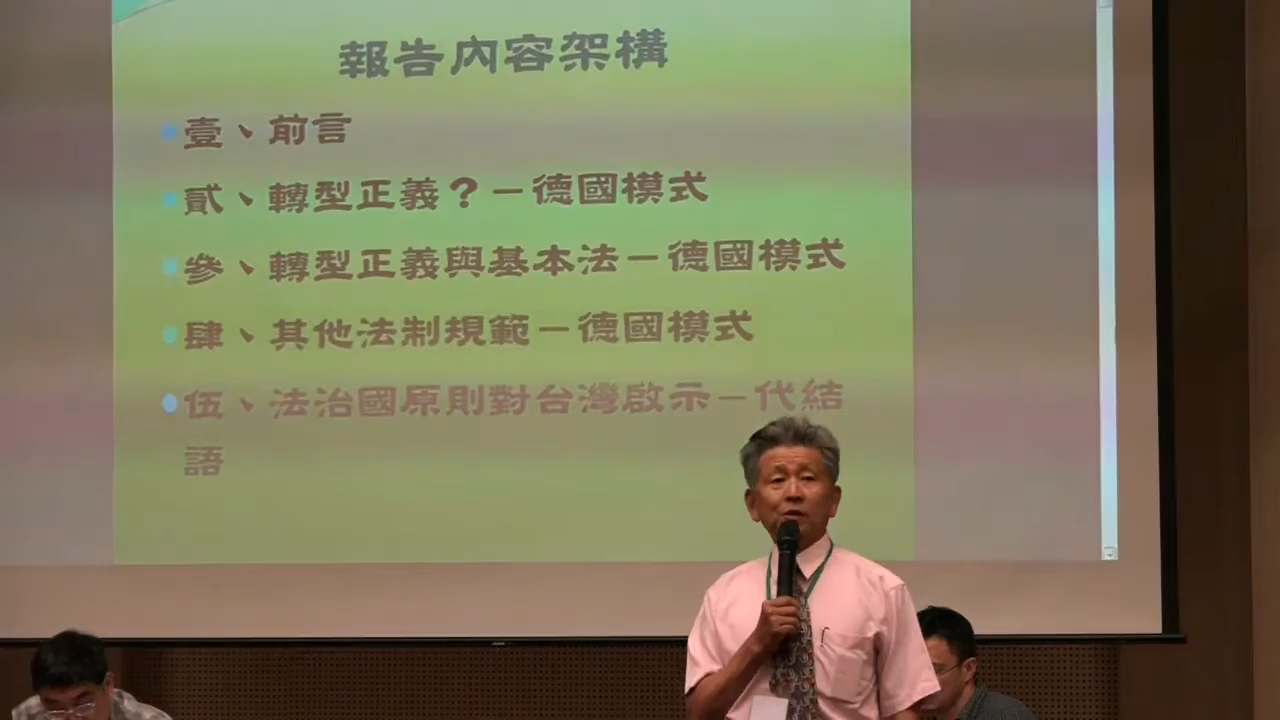 報告內容架構
壹、前言
貳、轉型正義？－德國模式
參、轉型正義與基本法－德國模式
肆、其他法制規範－德國模式
伍、法治國原則對台灣啟示－代結
語